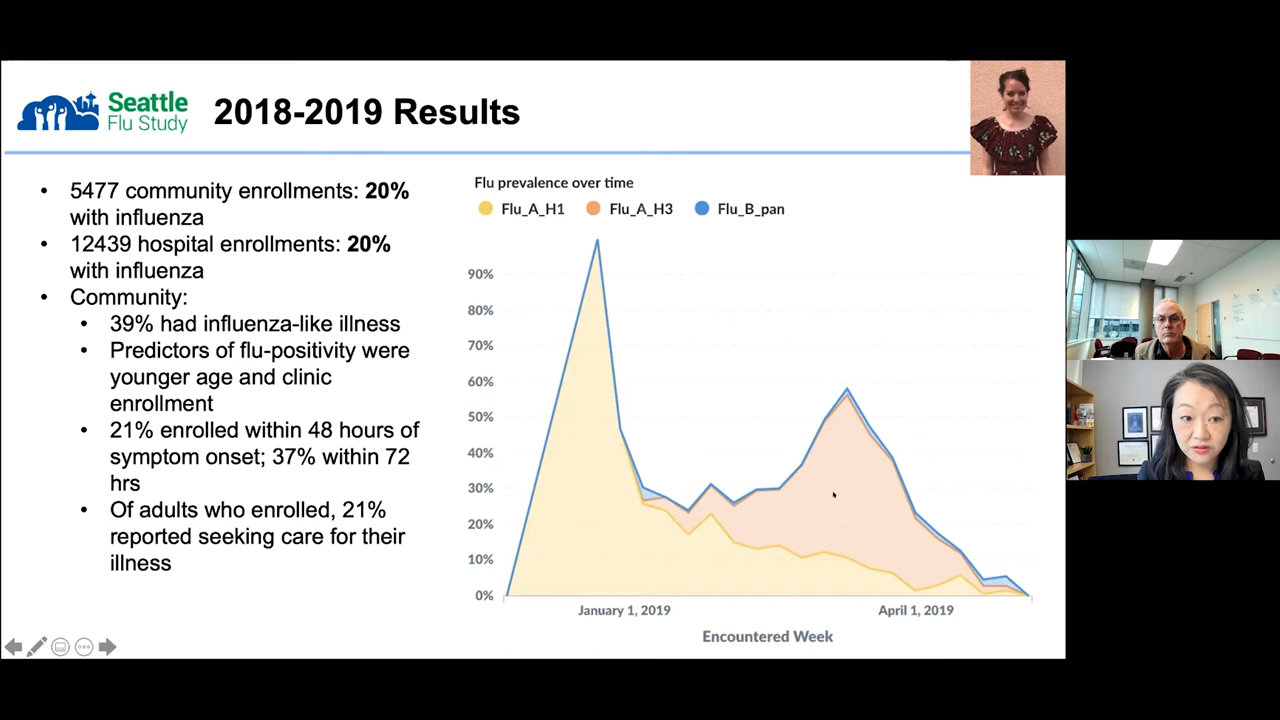 Seattle
Flu Study
2018-2019 Results
• 5477 community enrollments: 20%
with influenza
• 12439 hospital enrollments: 20%
with influenza
• Community:
• 39% had influenza-like illness
• Predictors of flu-positivity were
younger age and clinic
enrollment
• 21% enrolled within 48 hours of
symptom onset; 37% within 72
hrs
• Of adults who enrolled, 21%
reported seeking care for their
illness
Flu prevalence over time
Flu_A_H1 Flu_A_H3 Flu_B_pan
90%
80%
70%
60%
50%
40%
30%
20%
10%
0%
January 1, 2019 April 1, 2019
Encountered Week